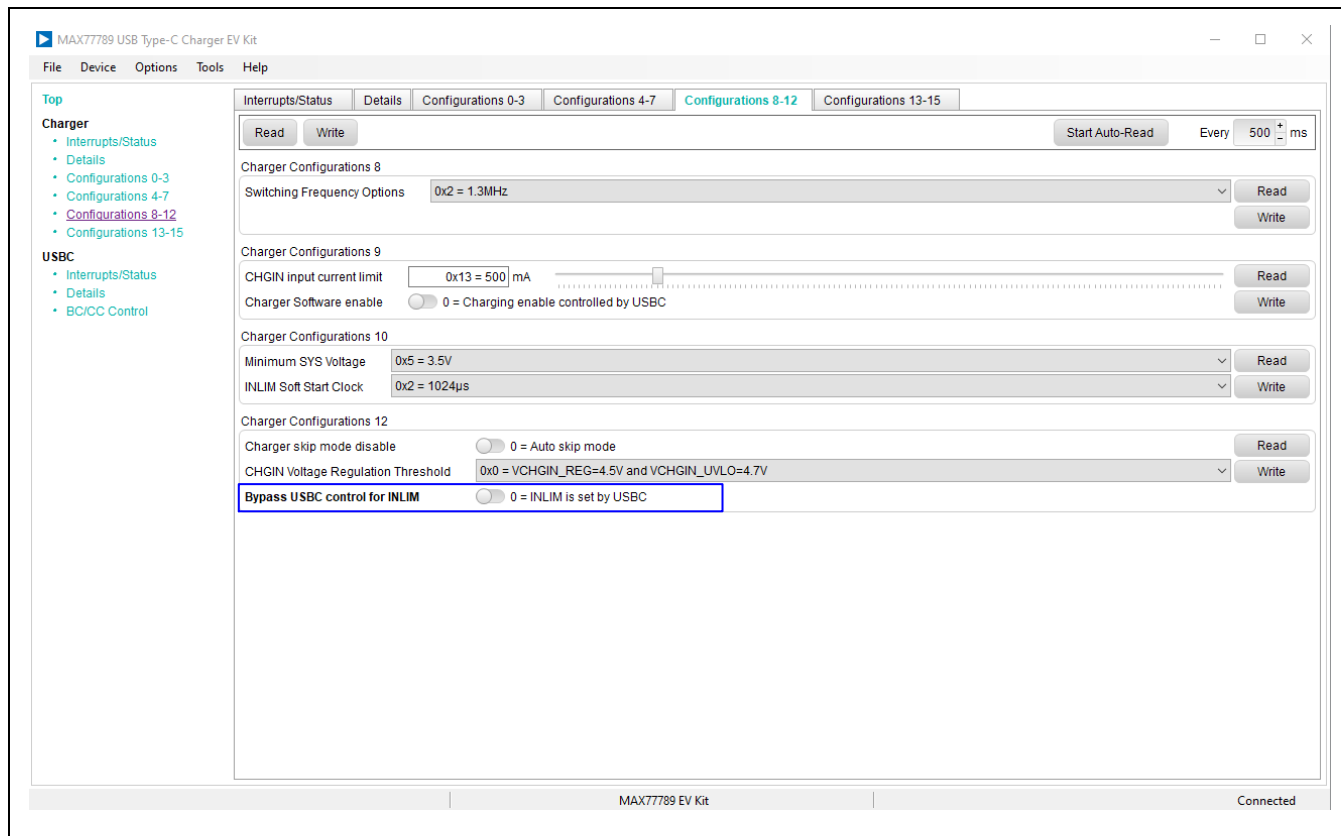 MAX77789 USB Type-C Charger EV Kit
File Device Options Tools Help
Top
Charger
• Interrupts/Status
• Details
• Configurations 0-3
• Configurations 4-7
• Configurations 8-12
• Configurations 13-15
USBC
• Interrupts/Status
• Details
• BC/CC Control
Interrupts/Status Details Configurations 0-3 Configurations 4-7 Configurations 8-12 Configurations 13-15
Read Write Start Auto-Read Every 500 + - ms
Charger Configurations 8
Switching Frequency Options 0x2 = 1.3MHz Read
Write
Charger Configurations 9
CHGIN input current limit 0x13 = 500 mA Read
Charger Software enable 0 = Charging enable controlled by USBC Write
Charger Configurations 10
Minimum SYS Voltage 0x5 = 3.5V Read
INLIM Soft Start Clock 0x2 = 1024µs Write
Charger Configurations 12
Charger skip mode disable 0 = Auto skip mode Read
CHGIN Voltage Regulation Threshold 0x0 = VCHGIN_REG=4.5V and VCHGIN_UVLO=4.7V Write
Bypass USBC control for INLIM 0 = INLIM is set by USBC
MAX77789 EV Kit Connected